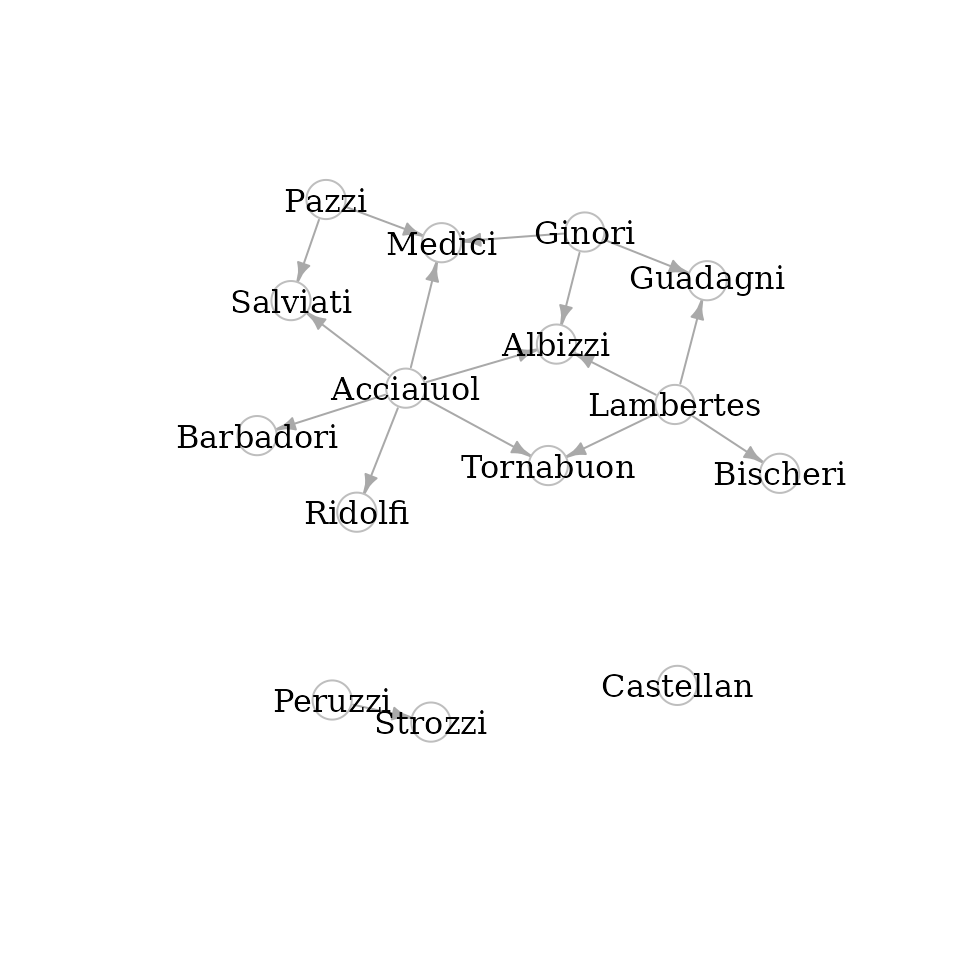 Pazzi
Ginori
Medici
Guadagni
Salviati
Albizzi
Acciaiuol
Lambertes
Barbadori
Tornabuon
Bischeri
Ridolfi
Castellan
Peruzzi
Strozzi